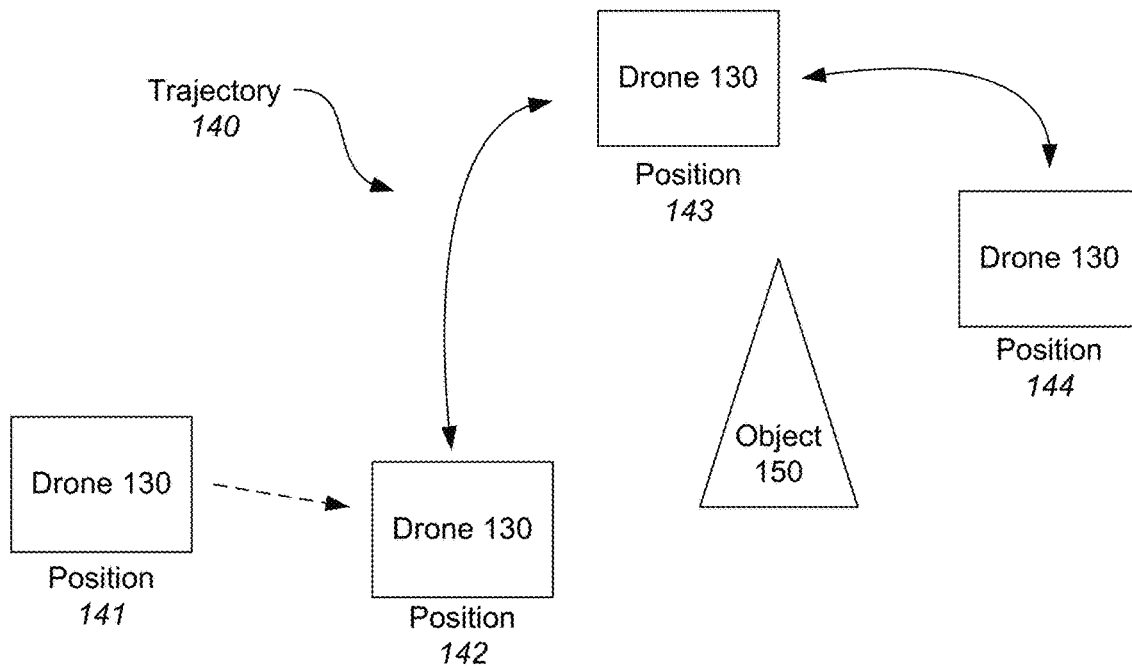 Drone 130
Position
143
Trajectory
140
Drone 130
Position
144
Object
150
Drone 130
Position
141
Drone 130
Position
142